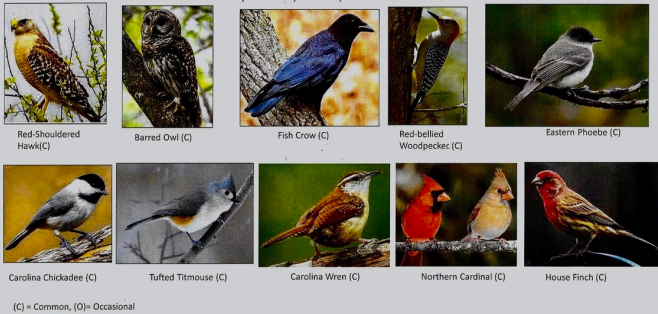 Red-Shouldered
Hawk(C)
Barred Owl (C)
Fish Crow (C)
Red-bellied
Woodpecker (C)
Eastern Phoebe (C)
Carolina Chickadee (C)
Tufted Titmouse (C)
Carolina Wren (C)
Northern Cardinal (C)
House Finch (C)
(C) = Common, (O)= Occasional